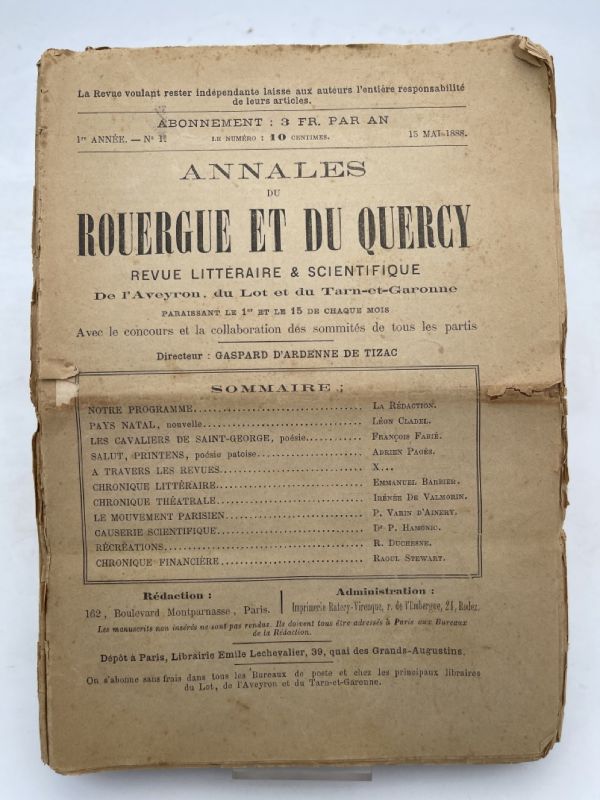 La Revue voulant rester indépendante laisse aux auteurs l'entière responsabilité
de leurs articles.
ABONNEMENT : 3 FR. PAR AN
1re ANNÉE. — No 1
LE NUMÉRO : 10 CENTIMES.
15 MAI 1888.
ANNALES
DU
ROUERGUE ET DU QUERCY
REVUE LITTÉRAIRE & SCIENTIFIQUE
De l'Aveyron, du Lot et du Tarn-et-Garonne
PARAISSANT LE 1er ET LE 15 DE CHAQUE MOIS
Avec le concours et la collaboration des sommités de tous les partis
Directeur : GASPARD D'ARDENNE DE TIZAC
SOMMAIRE :
NOTRE PROGRAMME................................ LA RÉDACTION.
PAYS NATAL, nouvelle................................ LÉON CLADEL.
LES CAVALIERS DE SAINT-GEORGE, poésie............ FRANÇOIS FABIÉ.
SALUT, PRINTENS, poésie patoise..................... ADRIEN PAGÈS.
A TRAVERS LES REVUES........................... X...
CHRONIQUE LITTÉRAIRE........................... EMMANUEL BARBIER.
CHRONIQUE THÉATRALE........................... IRÉNÉE DE VALMORIN.
LE MOUVEMENT PARISIEN......................... P. VARIN D'AINERY.
CAUSERIE SCIENTIFIQUE........................... Dr P. HAMONIC.
RÉCRÉATIONS.................................... R. DUCHESNE.
CHRONIQUE FINANCIÈRE........................... RAOUL STEWART.
Rédaction :
162, Boulevard Montparnasse, Paris.
Administration :
Imprimerie Ratery-Virenque, r. de l'Embergue, 21, Rodez.
Les manuscrits non insérés ne sont pas rendus. Ils doivent tous être adressés à Paris aux Bureaux
de la Rédaction.
Dépôt à Paris, Librairie Emile Lechevalier, 39, quai des Grands-Augustins.
On s'abonne sans frais dans tous les Bureaux de poste et chez les principaux libraires
du Lot, de l'Aveyron et du Tarn-et-Garonne.